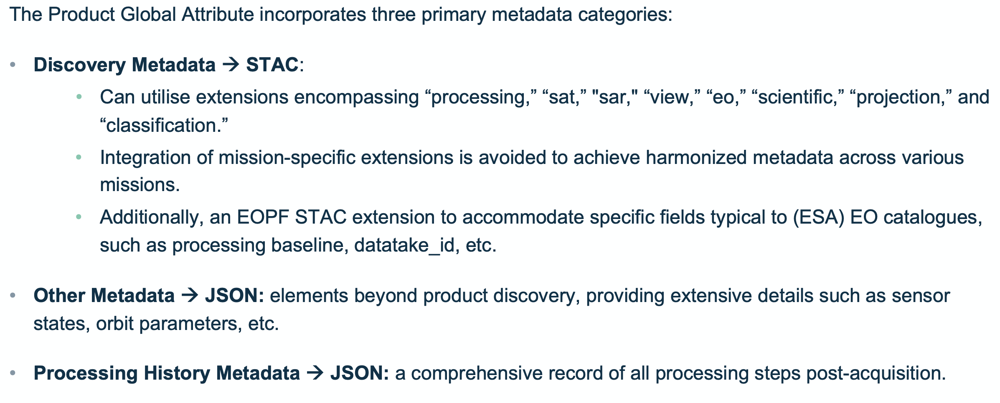 The Product Global Attribute incorporates three primary metadata categories:
• Discovery Metadata → STAC:
• Can utilise extensions encompassing “processing,” “sat,” "sar," “view,” “eo,” “scientific,” “projection,” and
“classification.”
• Integration of mission-specific extensions is avoided to achieve harmonized metadata across various
missions.
• Additionally, an EOPF STAC extension to accommodate specific fields typical to (ESA) EO catalogues,
such as processing baseline, datatake_id, etc.
• Other Metadata → JSON: elements beyond product discovery, providing extensive details such as sensor
states, orbit parameters, etc.
• Processing History Metadata → JSON: a comprehensive record of all processing steps post-acquisition.